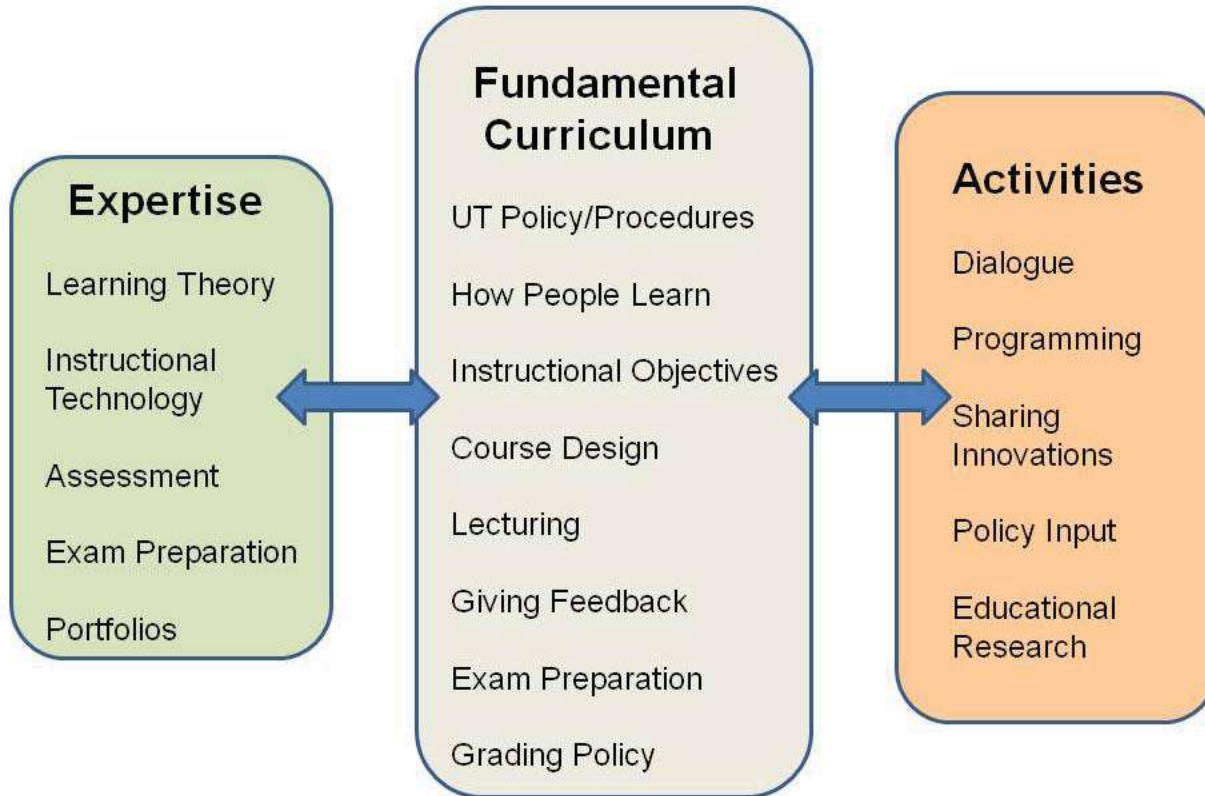 Expertise
Learning Theory
Instructional
Technology
Assessment
Exam Preparation
Portfolios
Fundamental
Curriculum
UT Policy/Procedures
How People Learn
Instructional Objectives
Course Design
Lecturing
Giving Feedback
Exam Preparation
Grading Policy
Activities
Dialogue
Programming
Sharing
Innovations
Policy Input
Educational
Research